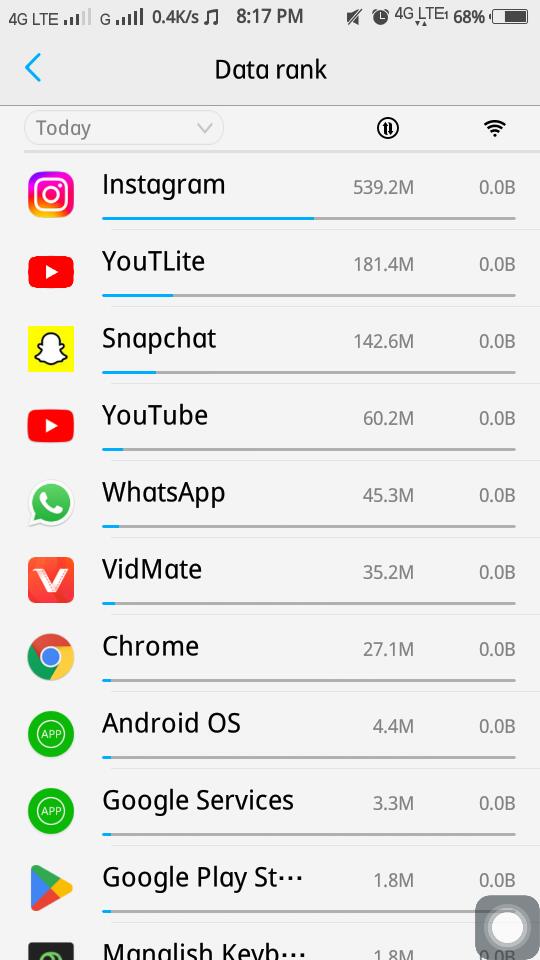 4G LTE G 0.4K/s 8:17 PM 4G LTE1 68%
Data rank
Today
Instagram 539.2M 0.0B
YouTLite 181.4M 0.0B
Snapchat 142.6M 0.0B
YouTube 60.2M 0.0B
WhatsApp 45.3M 0.0B
VidMate 35.2M 0.0B
Chrome 27.1M 0.0B
APP Android OS 4.4M 0.0B
APP Google Services 3.3M 0.0B
Google Play St··· 1.8M 0.0B
Manglish Keyb··· 1.8M 0.0B